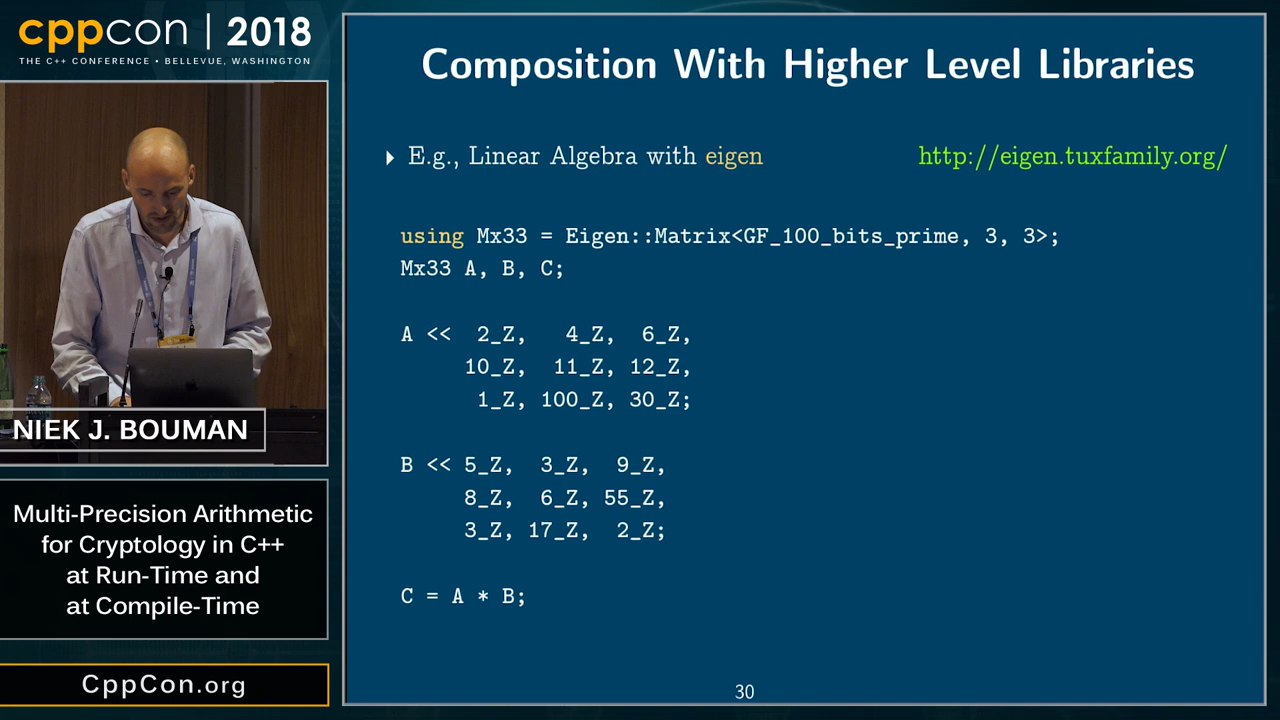 cppcon | 2018
THE C++ CONFERENCE • BELLEVUE, WASHINGTON
NIEK J. BOUMAN
Multi-Precision Arithmetic
for Cryptology in C++
at Run-Time and
at Compile-Time
CppCon.org
Composition With Higher Level Libraries
E.g., Linear Algebra with eigen http://eigen.tuxfamily.org/
using Mx33 = Eigen::Matrix<GF_100_bits_prime, 3, 3>;
Mx33 A, B, C;
A << 2_Z, 4_Z, 6_Z,
10_Z, 11_Z, 12_Z,
1_Z, 100_Z, 30_Z;
B << 5_Z, 3_Z, 9_Z,
8_Z, 6_Z, 55_Z,
3_Z, 17_Z, 2_Z;
C = A * B;
30